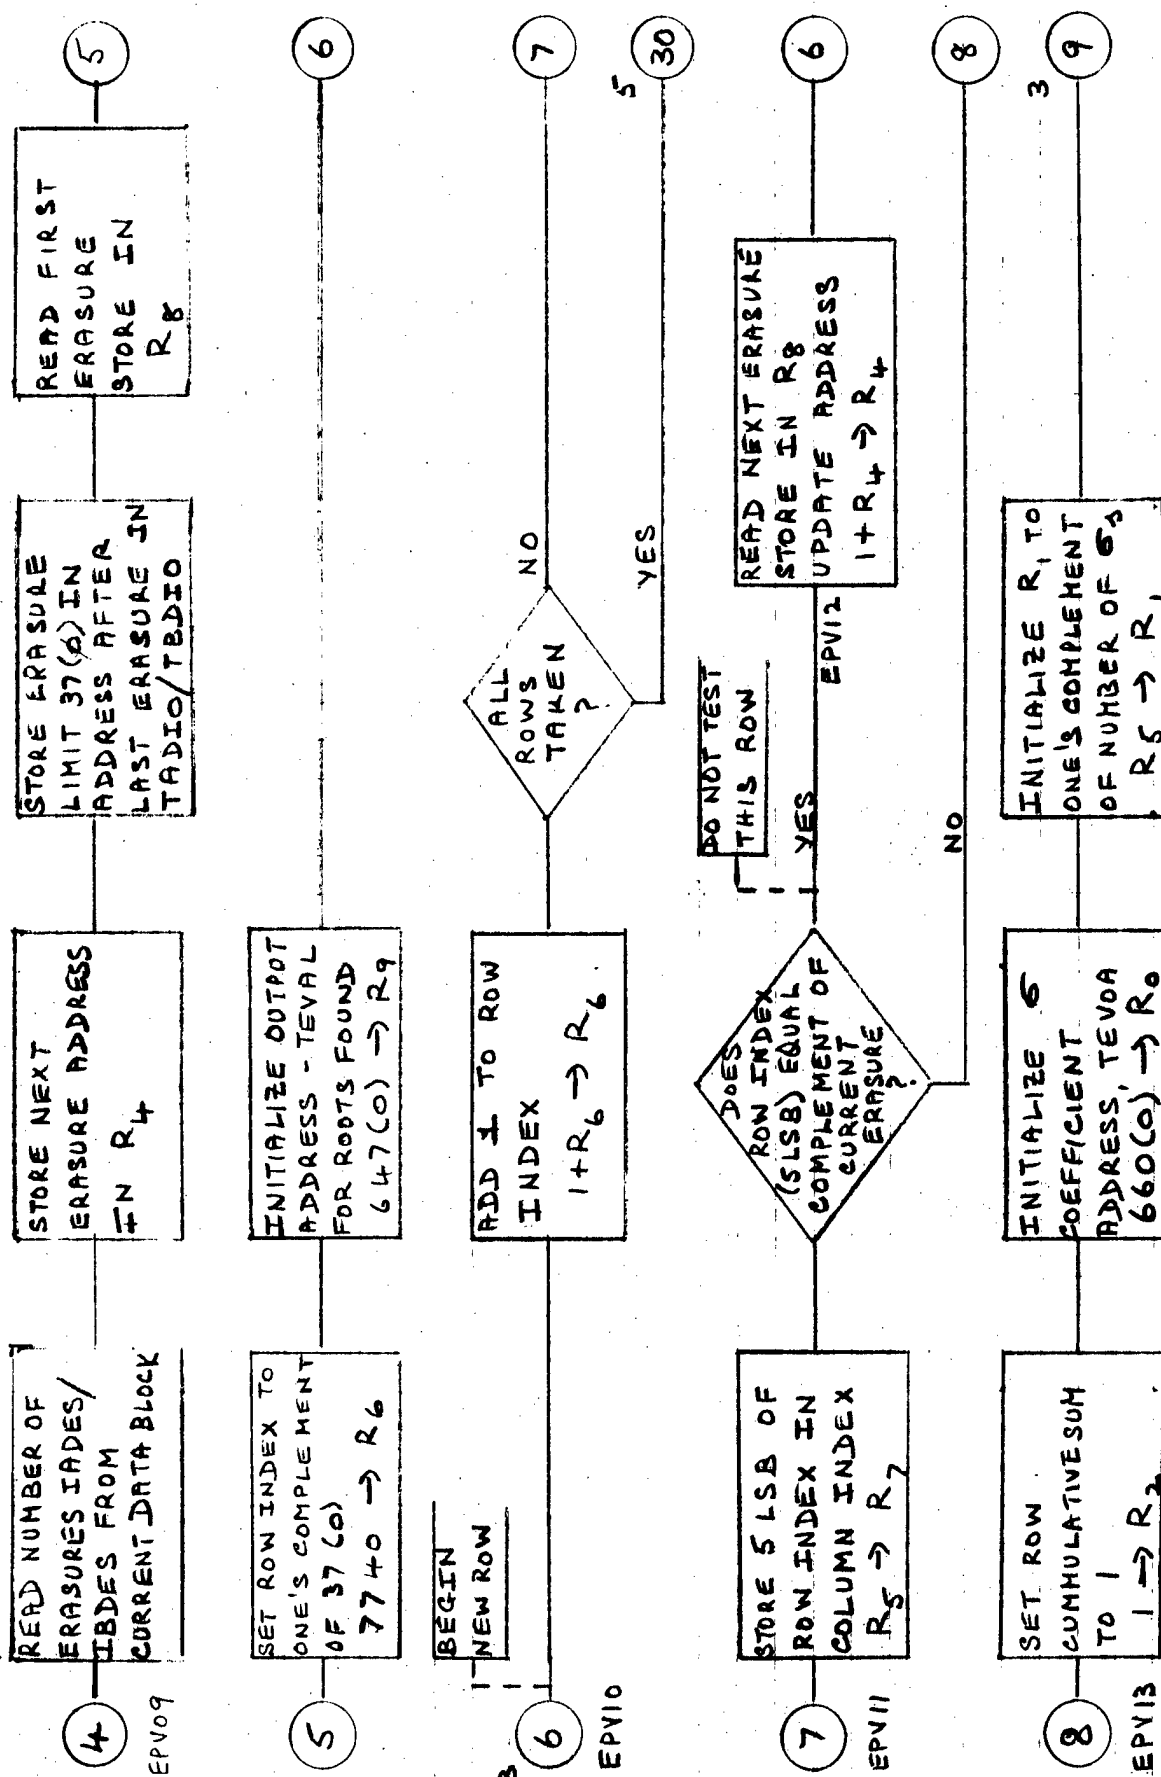 4
EPV09
READ NUMBER OF
ERASURES IADES/
IBDES FROM
CURRENT DATA BLOCK
STORE NEXT
ERASURE ADDRESS
IN R4
STORE ERASURE
LIMIT 37(0) IN
ADDRESS AFTER
LAST ERASURE IN
TADIO/TBDIO
READ FIRST
ERASURE
STORE IN
R8
5
5
SET ROW INDEX TO
ONE'S COMPLEMENT
OF 37(0)
7740 → R6
INITIALIZE OUTPUT
ADDRESS - TEVAL
FOR ROOTS FOUND
647(0) → R9
6
BEGIN
NEW ROW
3
6
EPV10
ADD 1 TO ROW
INDEX
1+R6 → R6
ALL
ROWS
TAKEN
?
NO
7
YES
5
30
7
EPV11
STORE 5 LSB OF
ROW INDEX IN
COLUMN INDEX
R5 → R7
DOES
ROW INDEX
(5LSB) EQUAL
COMPLEMENT OF
CURRENT
ERASURE
?
DO NOT TEST
THIS ROW
YES
EPV12
READ NEXT ERASURE
STORE IN R8
UPDATE ADDRESS
1+R4 → R4
6
NO
8
8
EPV13
SET ROW
CUMMULATIVE SUM
TO 1
1 → R2
INITIALIZE σ
COEFFICIENT
ADDRESS, TEVOA
660(0) → R0
INITIALIZE R1 TO
ONE'S COMPLEMENT
OF NUMBER OF σs
R5 → R1
3
9